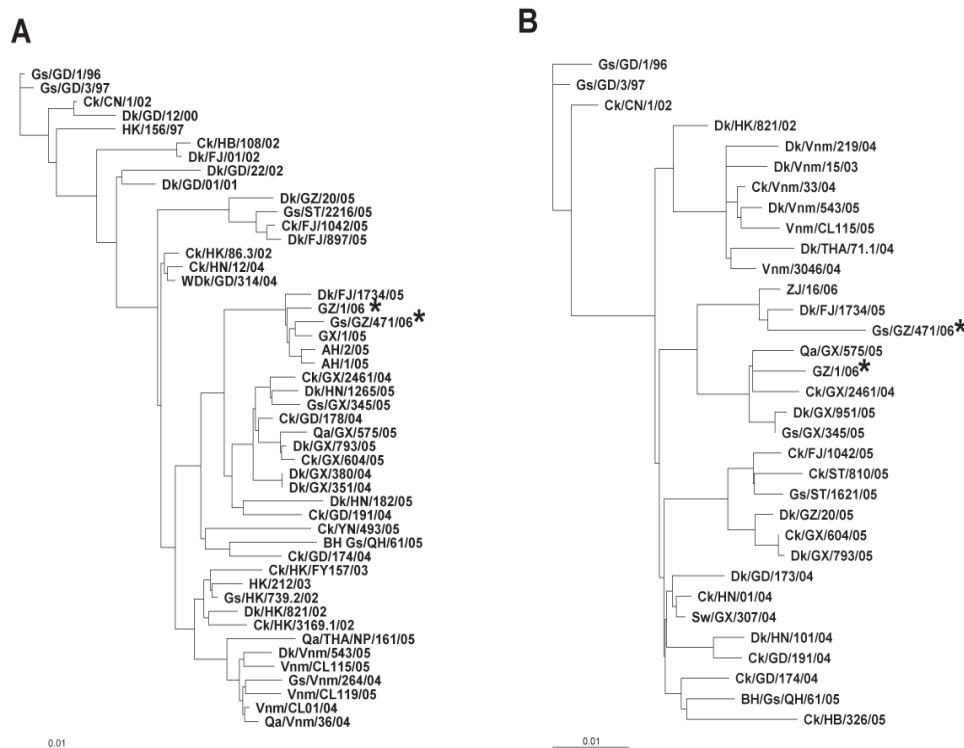 A
Gs/GD/1/96
Gs/GD/3/97
Ck/CN/1/02
Dk/GD/12/00
HK/156/97
Ck/HB/108/02
Dk/FJ/01/02
Dk/GD/22/02
Dk/GD/01/01
Dk/GZ/20/05
Gs/ST/2216/05
Ck/FJ/1042/05
Dk/FJ/897/05
Ck/HK/86.3/02
Ck/HN/12/04
WDk/GD/314/04
Dk/FJ/1734/05
GZ/1/06 *
Gs/GZ/471/06 *
GX/1/05
AH/2/05
AH/1/05
Ck/GX/2461/04
Dk/HN/1265/05
Gs/GX/345/05
Ck/GD/178/04
Qa/GX/575/05
Dk/GX/793/05
Ck/GX/604/05
Dk/GX/380/04
Dk/GX/351/04
Dk/HN/182/05
Ck/GD/191/04
Ck/YN/493/05
BH Gs/QH/61/05
Ck/GD/174/04
Ck/HK/FY157/03
HK/212/03
Gs/HK/739.2/02
Dk/HK/821/02
Ck/HK/3169.1/02
Qa/THA/NP/161/05
Dk/Vnm/543/05
Vnm/CL115/05
Gs/Vnm/264/04
Vnm/CL119/05
Vnm/CL01/04
Qa/Vnm/36/04
0.01
B
Gs/GD/1/96
Gs/GD/3/97
Ck/CN/1/02
Dk/HK/821/02
Dk/Vnm/219/04
Dk/Vnm/15/03
Ck/Vnm/33/04
Dk/Vnm/543/05
Vnm/CL115/05
Dk/THA/71.1/04
Vnm/3046/04
ZJ/16/06
Dk/FJ/1734/05
Gs/GZ/471/06 *
Qa/GX/575/05
GZ/1/06 *
Ck/GX/2461/04
Dk/GX/951/05
Gs/GX/345/05
Ck/FJ/1042/05
Ck/ST/810/05
Gs/ST/1621/05
Dk/GZ/20/05
Ck/GX/604/05
Dk/GX/793/05
Dk/GD/173/04
Ck/HN/01/04
Sw/GX/307/04
Dk/HN/101/04
Ck/GD/191/04
Ck/GD/174/04
BH/Gs/QH/61/05
Ck/HB/326/05
0.01